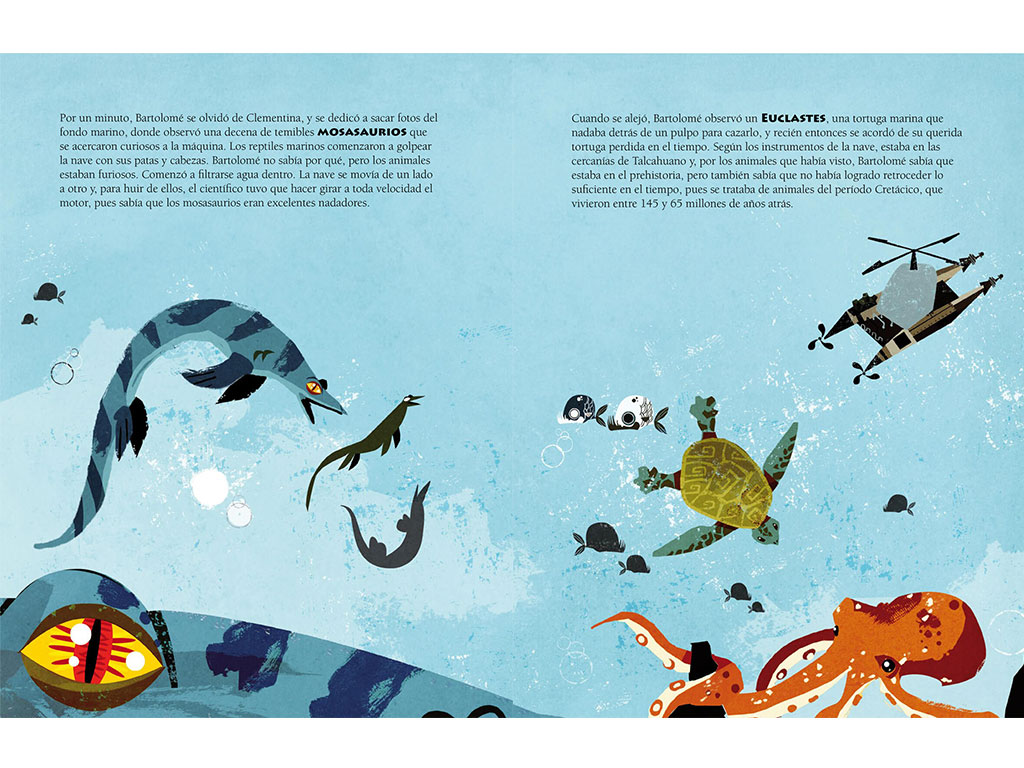 Por un minuto, Bartolomé se olvidó de Clementina, y se dedicó a sacar fotos del
fondo marino, donde observó una decena de temibles MOSASAURIOS que
se acercaron curiosos a la máquina. Los reptiles marinos comenzaron a golpear
la nave con sus patas y cabezas. Bartolomé no sabía por qué, pero los animales
estaban furiosos. Comenzó a filtrarse agua dentro. La nave se movía de un lado
a otro y, para huir de ellos, el científico tuvo que hacer girar a toda velocidad el
motor, pues sabía que los mosasaurios eran excelentes nadadores.
Cuando se alejó, Bartolomé observó un EUCLASTES, una tortuga marina que
nadaba detrás de un pulpo para cazarlo, y recién entonces se acordó de su querida
tortuga perdida en el tiempo. Según los instrumentos de la nave, estaba en las
cercanías de Talcahuano y, por los animales que había visto, Bartolomé sabía que
estaba en la prehistoria, pero también sabía que no había logrado retroceder lo
suficiente en el tiempo, pues se trataba de animales del período Cretácico, que
vivieron entre 145 y 65 millones de años atrás.